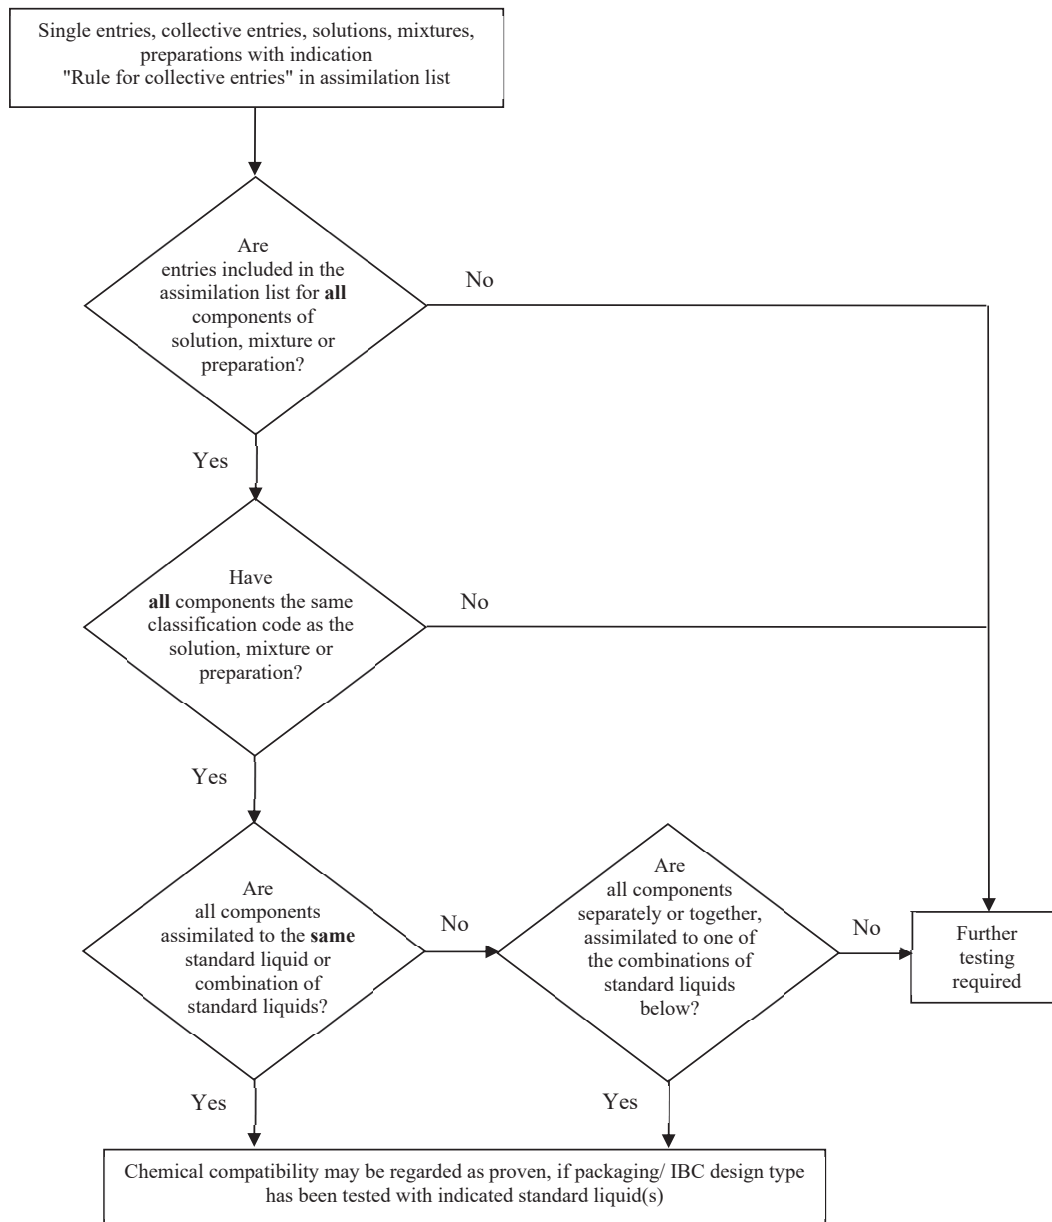 Single entries, collective entries, solutions, mixtures,
preparations with indication
"Rule for collective entries" in assimilation list
Are
entries included in the
assimilation list for all
components of
solution, mixture or
preparation?
No
Yes
Have
all components the same
classification code as the
solution, mixture or
preparation?
No
Yes
Are
all components
assimilated to the same
standard liquid or
combination of
standard liquids?
No
Are
all components
separately or together,
assimilated to one of
the combinations of
standard liquids
below?
No
Further
testing
required
Yes
Yes
Chemical compatibility may be regarded as proven, if packaging/ IBC design type
has been tested with indicated standard liquid(s)